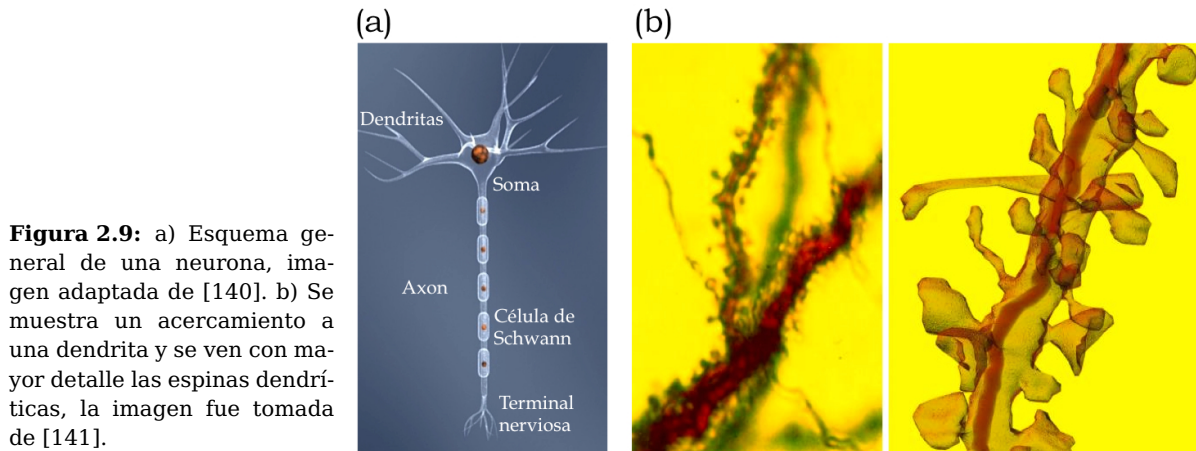 Figura 2.9: a) Esquema ge-
neral de una neurona, ima-
gen adaptada de [140]. b) Se
muestra un acercamiento a
una dendrita y se ven con ma-
yor detalle las espinas dendrí-
ticas, la imagen fue tomada
de [141].
(a)
Dendritas
Soma
Axon
Célula de
Schwann
Terminal
nerviosa
(b)